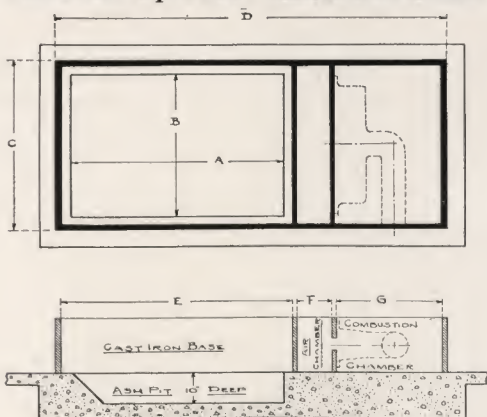 D
C
B
A
E
F
G
CAST IRON BASE
AIR
CHAMBER
COMBUSTION
CHAMBER
ASH PIT 10" DEEP